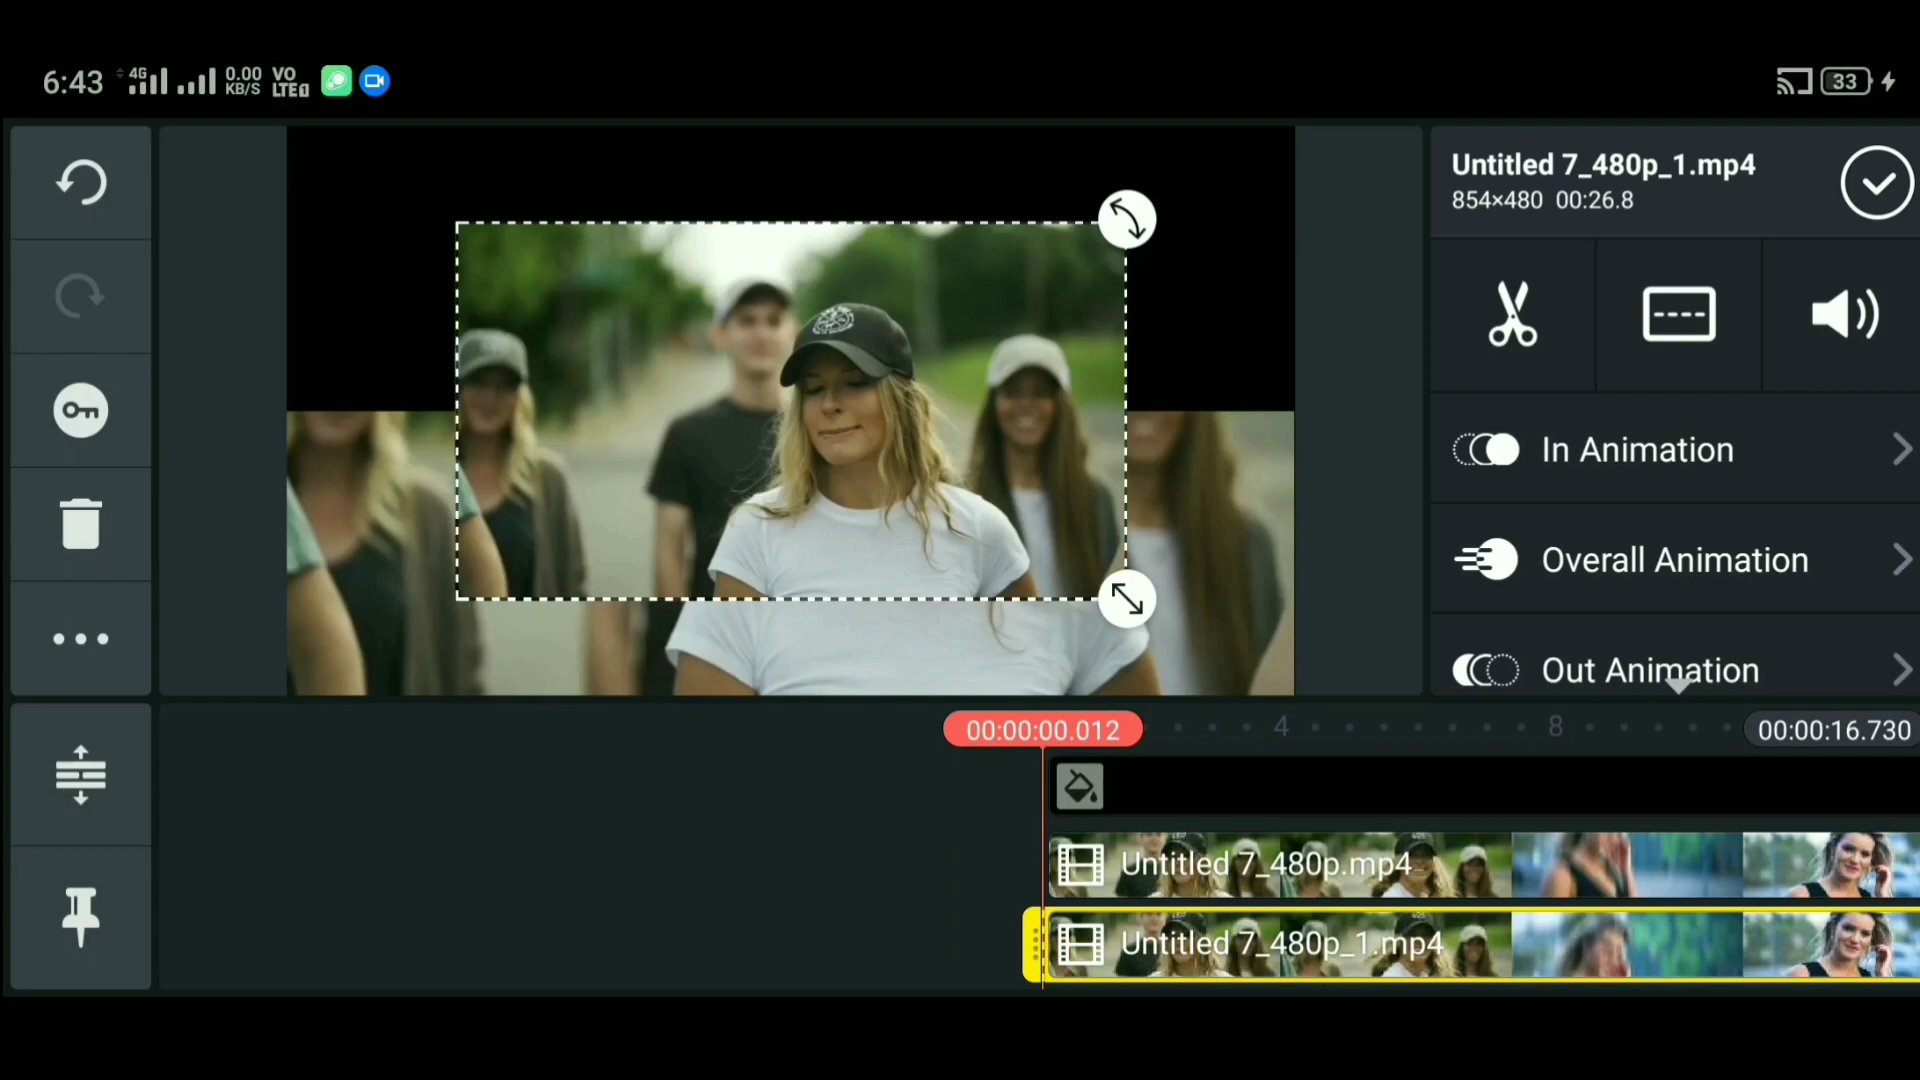 6:43 4G 0.00 KB/S VO LTE 33
Untitled 7_480p_1.mp4
854×480 00:26.8
In Animation
Overall Animation
Out Animation
00:00:00.012 4 8 00:00:16.730
Untitled 7_480p.mp4
Untitled 7_480p_1.mp4